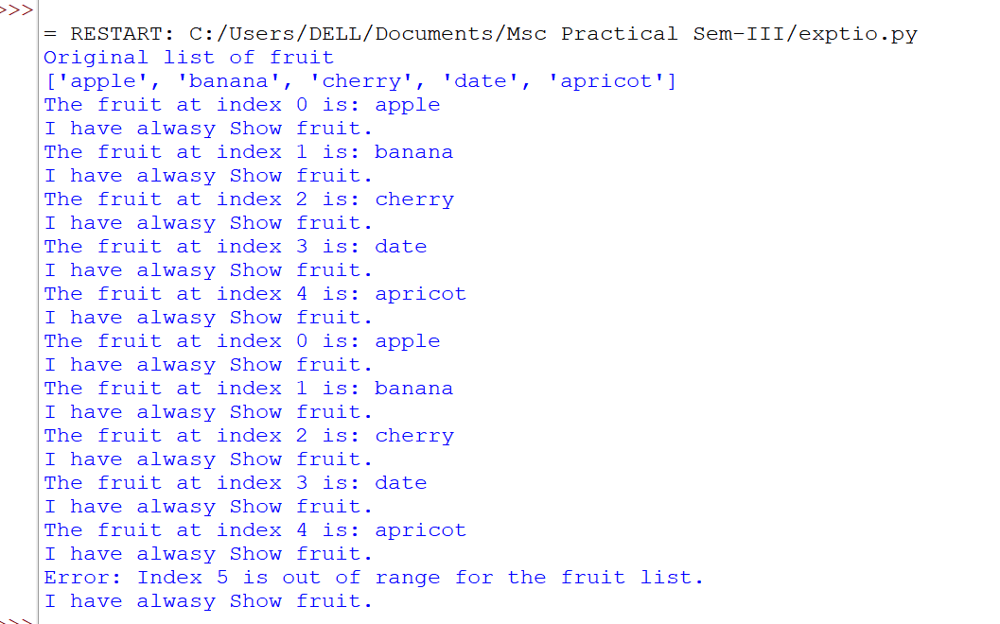 >>>
= RESTART: C:/Users/DELL/Documents/Msc Practical Sem-III/exptio.py
Original list of fruit
['apple', 'banana', 'cherry', 'date', 'apricot']
The fruit at index 0 is: apple
I have alwasy Show fruit.
The fruit at index 1 is: banana
I have alwasy Show fruit.
The fruit at index 2 is: cherry
I have alwasy Show fruit.
The fruit at index 3 is: date
I have alwasy Show fruit.
The fruit at index 4 is: apricot
I have alwasy Show fruit.
The fruit at index 0 is: apple
I have alwasy Show fruit.
The fruit at index 1 is: banana
I have alwasy Show fruit.
The fruit at index 2 is: cherry
I have alwasy Show fruit.
The fruit at index 3 is: date
I have alwasy Show fruit.
The fruit at index 4 is: apricot
I have alwasy Show fruit.
Error: Index 5 is out of range for the fruit list.
I have alwasy Show fruit.
>>>